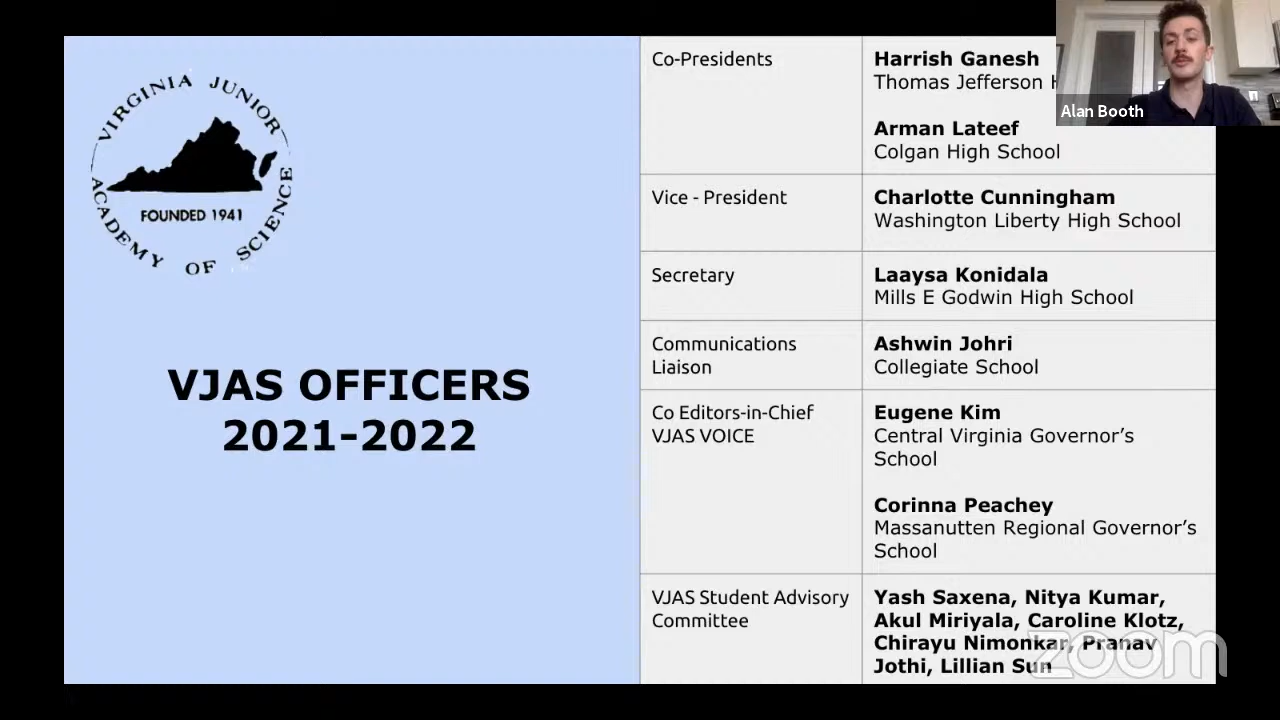 VIRGINIA JUNIOR
ACADEMY OF SCIENCE
FOUNDED 1941
VJAS OFFICERS
2021-2022
Co-Presidents
Harrish Ganesh
Thomas Jefferson
Arman Lateef
Colgan High School
Vice - President
Charlotte Cunningham
Washington Liberty High School
Secretary
Laaysa Konidala
Mills E Godwin High School
Communications
Liaison
Ashwin Johri
Collegiate School
Co Editors-in-Chief
VJAS VOICE
Eugene Kim
Central Virginia Governor’s
School
Corinna Peachey
Massanutten Regional Governor’s
School
VJAS Student Advisory
Committee
Yash Saxena, Nitya Kumar,
Akul Miriyala, Caroline Klotz,
Chirayu Nimonkar, Pranav
Jothi, Lillian Sun
Alan Booth
zoom